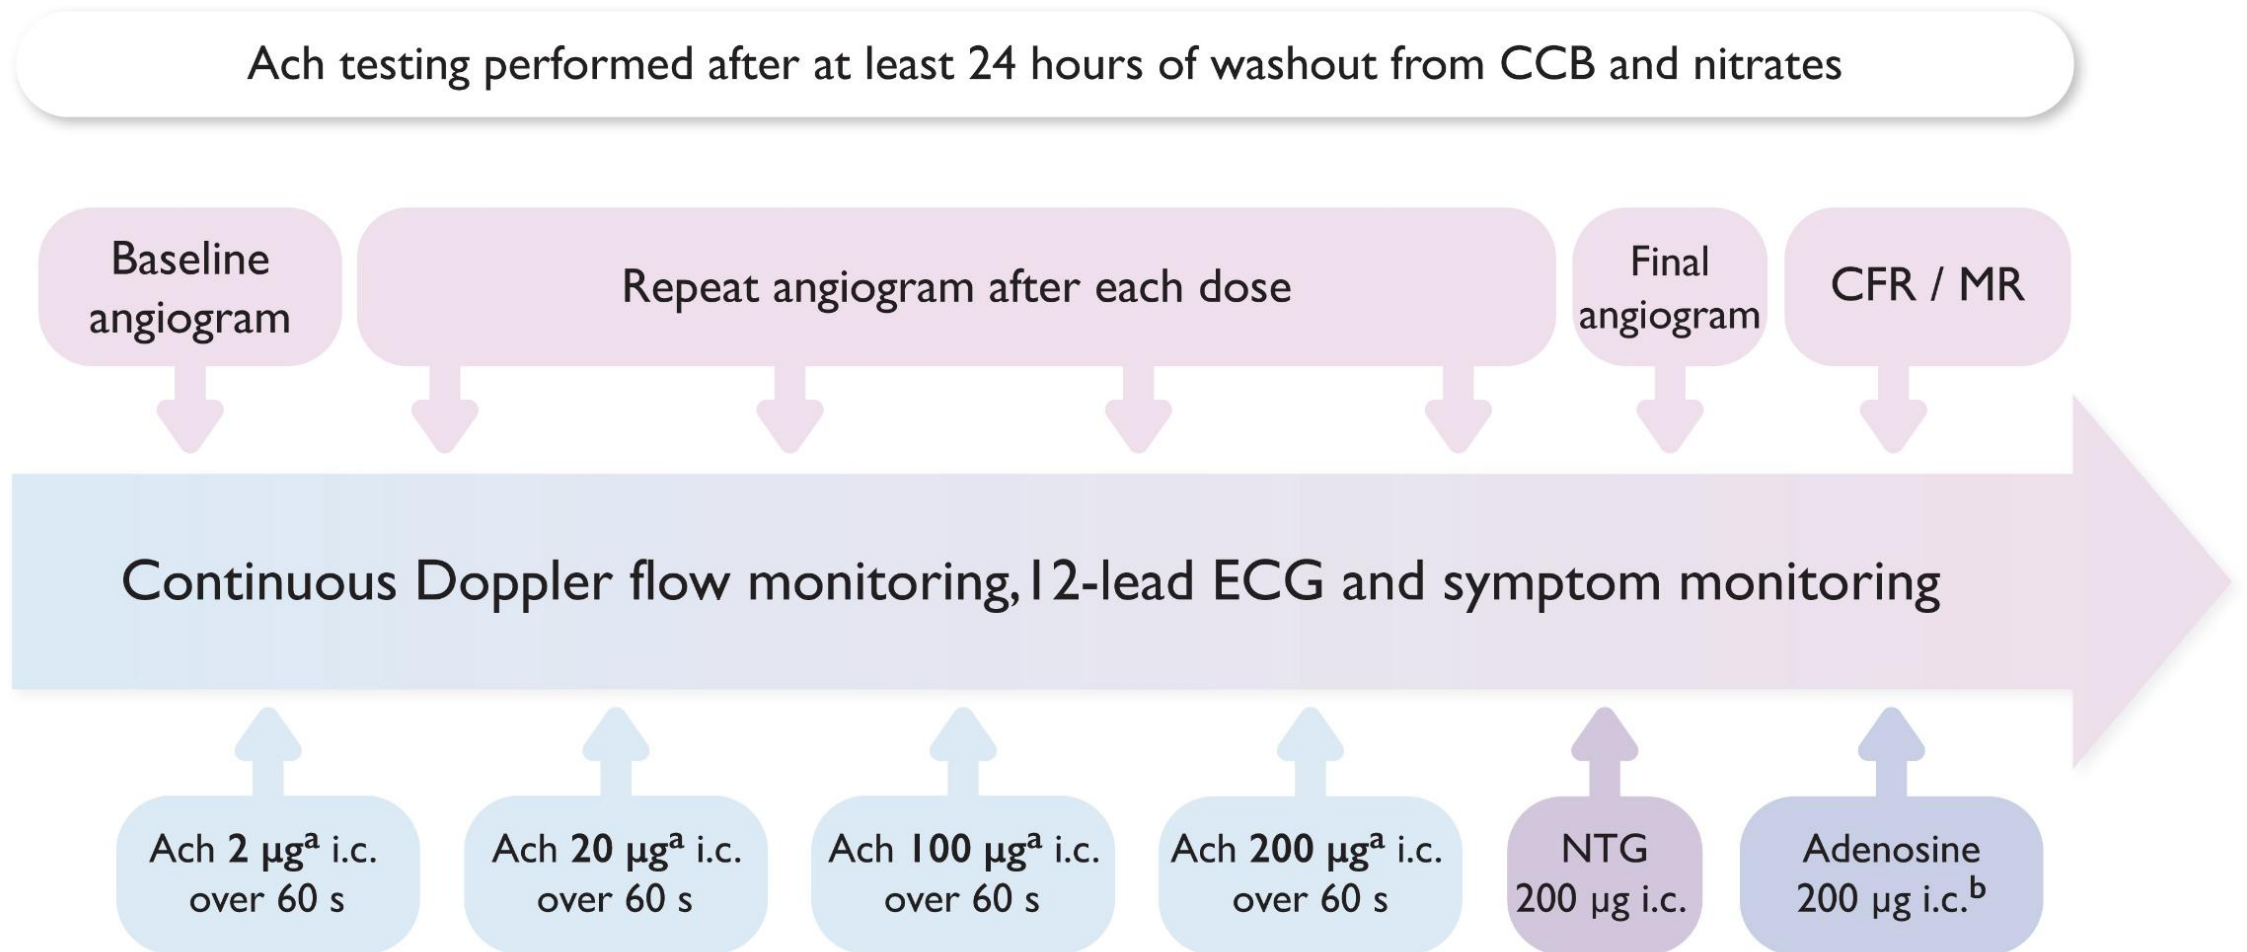 Ach testing performed after at least 24 hours of washout from CCB and nitrates
Baseline
angiogram
Repeat angiogram after each dose
Final
angiogram
CFR / MR
Continuous Doppler flow monitoring, 12-lead ECG and symptom monitoring
Ach 2 µgᵃ i.c.
over 60 s
Ach 20 µgᵃ i.c.
over 60 s
Ach 100 µgᵃ i.c.
over 60 s
Ach 200 µgᵃ i.c.
over 60 s
NTG
200 µg i.c.
Adenosine
200 µg i.c.ᵇ